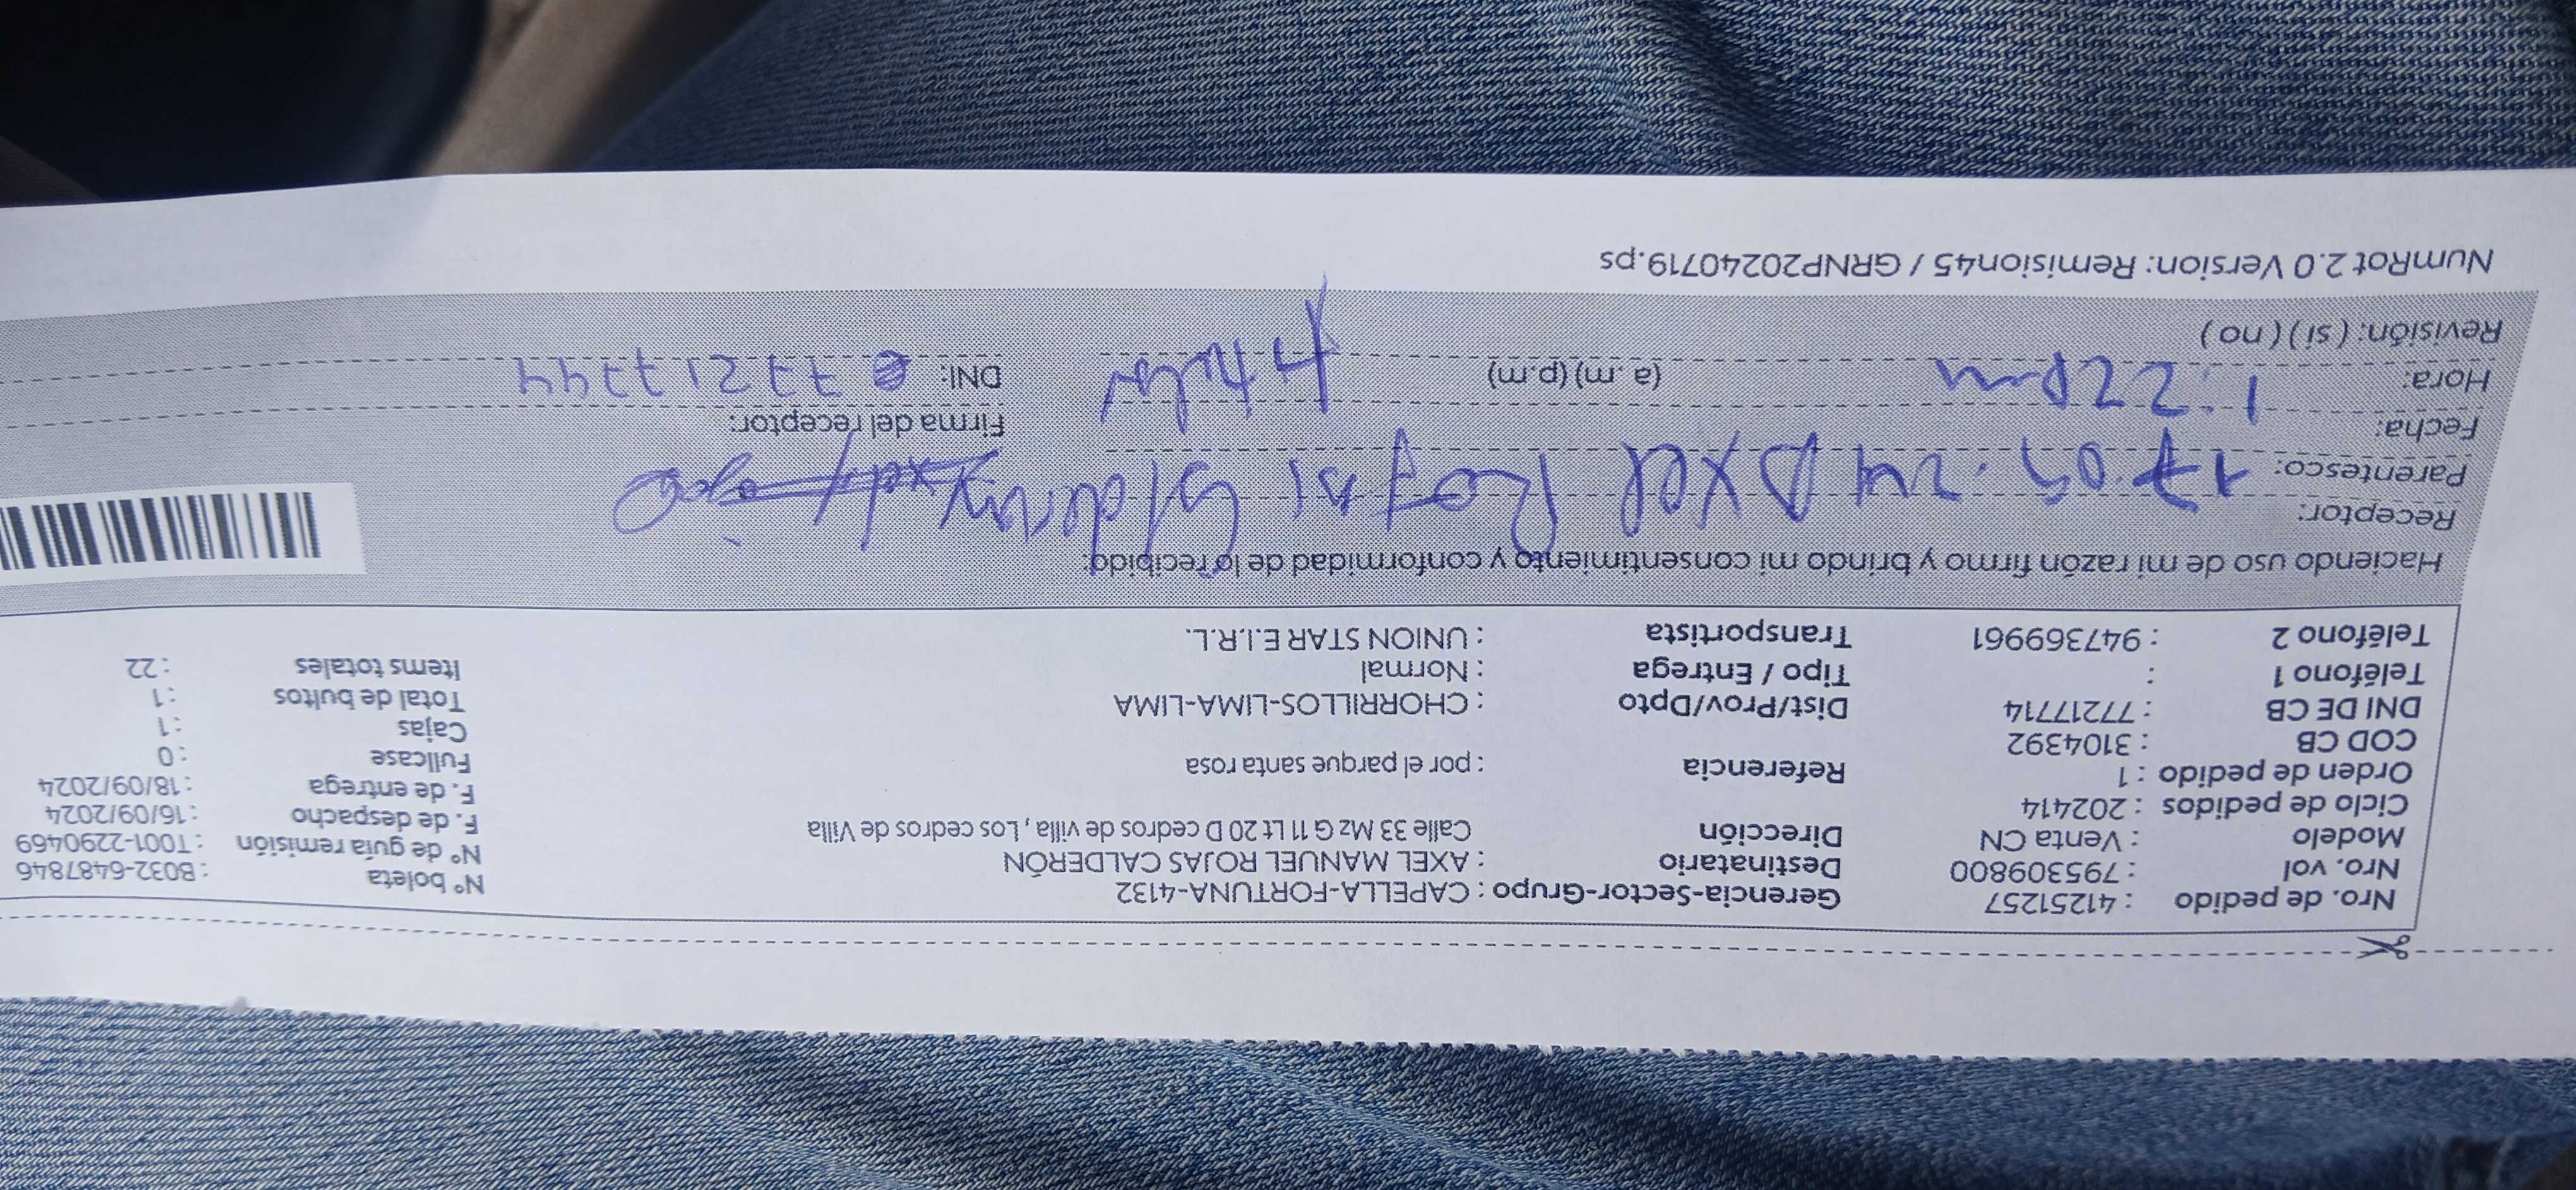 Nro. de pedido : 41251257 Gerencia-Sector-Grupo : CAPELLA-FORTUNA-4132 N° boleta : B032-6487846
Nro. vol : 795309800 Destinatario : AXEL MANUEL ROJAS CALDERÓN N° de guía remisión : T001-2290469
Modelo : Venta CN Dirección Calle 33 Mz G 11 Lt 20 D cedros de villa , Los cedros de Villa F. de despacho : 16/09/2024
Ciclo de pedidos : 202414 F. de entrega : 18/09/2024
Orden de pedido : 1 Referencia : por el parque santa rosa Fullcase : 0
COD CB : 3104392 Cajas : 1
DNI DE CB : 77217714 Dist/Prov/Dpto : CHORRILLOS-LIMA-LIMA Total de bultos : 1
Teléfono 1 : Tipo / Entrega : Normal Items totales : 22
Teléfono 2 : 947369961 Transportista : UNION STAR E.I.R.L.
Haciendo uso de mi razón firmo y brindo mi consentimiento y conformidad de lo recibido:
Receptor:
Parentesco: 17.09.24 Axel Rojas
Fecha: Firma del receptor:
Hora: 1:22pm (a. m) (p.m) DNI: 77217744
Revisión: ( si ) ( no )
NumRot 2.0 Version: Remision45 / GRNP20240719.ps